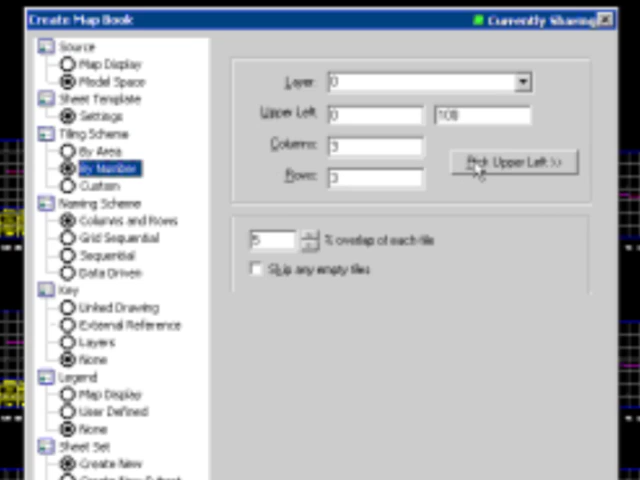 Create Map Book
Currently Sharing
Source
Map Display
Model Space
Sheet Template
Settings
Tiling Scheme
By Area
By Number
Custom
Naming Scheme
Columns and Rows
Grid Sequential
Sequential
Data Driven
Key
Linked Drawing
External Reference
Layers
None
Legend
Map Display
User Defined
None
Sheet Set
Create New
Layer: 0
Upper Left: 0 100
Columns: 3
Pick Upper Left >>
Rows: 3
5 % overlap of each tile
Skip any empty tiles